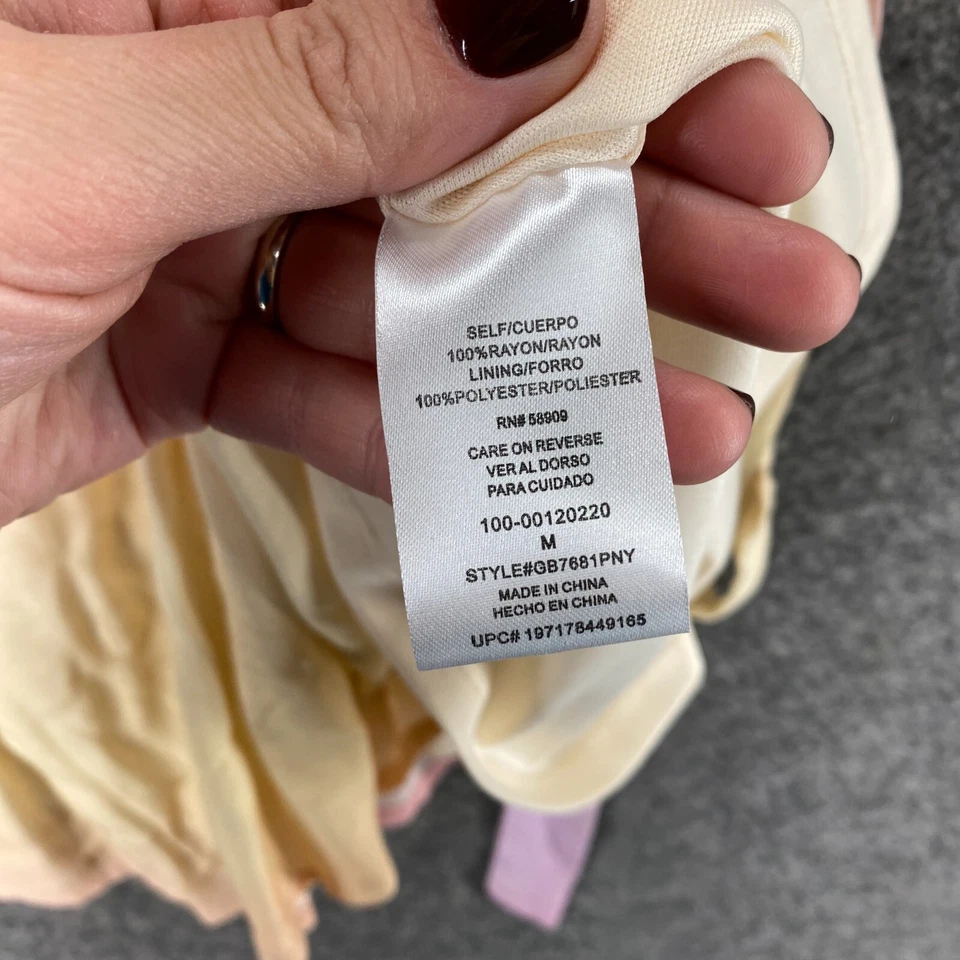 SELF/CUERPO
100%RAYON/RAYON
LINING/FORRO
100%POLYESTER/POLIESTER
RN# 58909
CARE ON REVERSE
VER AL DORSO
PARA CUIDADO
100-00120220
M
STYLE#GB7681PNY
MADE IN CHINA
HECHO EN CHINA
UPC# 197178449165